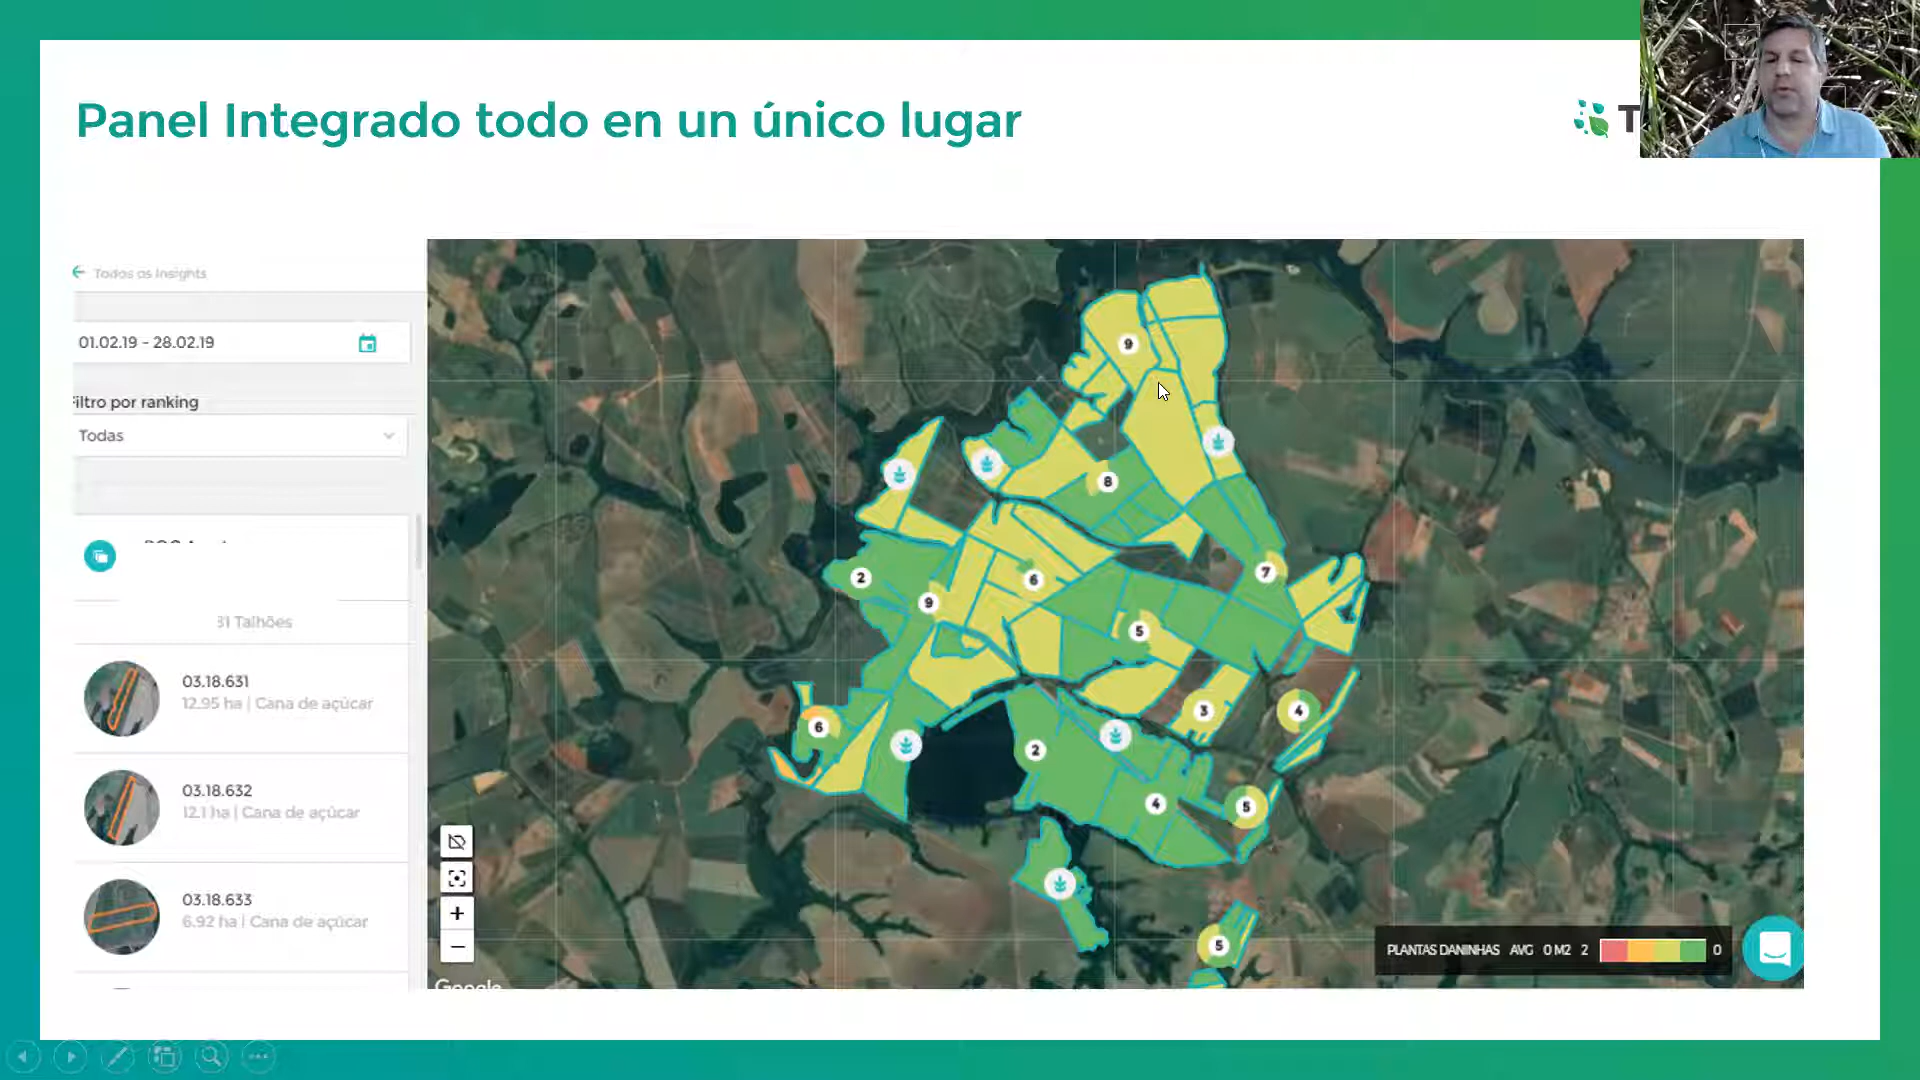 Panel Integrado todo en un único lugar
T
Todos os Insights
01.02.19 - 28.02.19
Filtro por ranking
Todas
31 Talhões
03.18.631
12.95 ha | Cana de açúcar
03.18.632
12.1 ha | Cana de açúcar
03.18.633
6.92 ha | Cana de açúcar
9
8
7
2
6
9
5
6
3
4
2
4
5
5
+
−
Google
PLANTAS DANINHAS AVG 0 M2 2 0